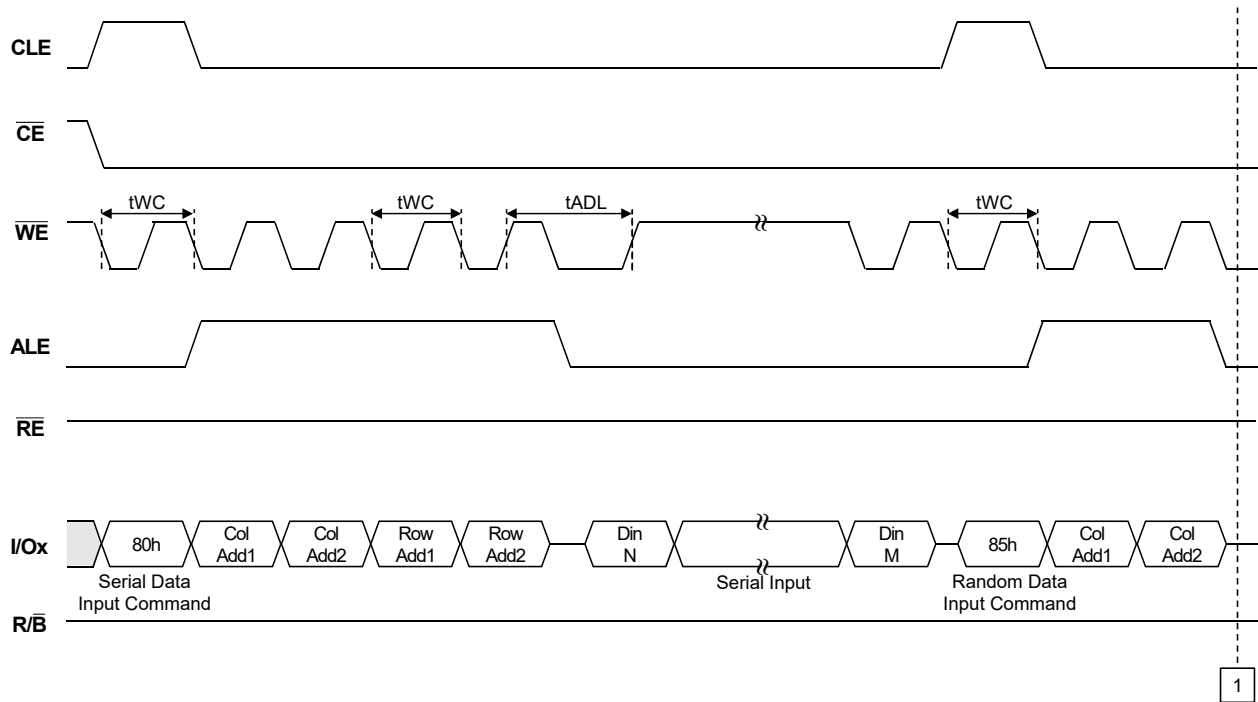 CLE
CE
tWC
tWC
tADL
tWC
WE
ALE
RE
I/Ox
80h
Col
Add1
Col
Add2
Row
Add1
Row
Add2
Din
N
Din
M
85h
Col
Add1
Col
Add2
Serial Data
Input Command
Serial Input
Random Data
Input Command
R/B
1